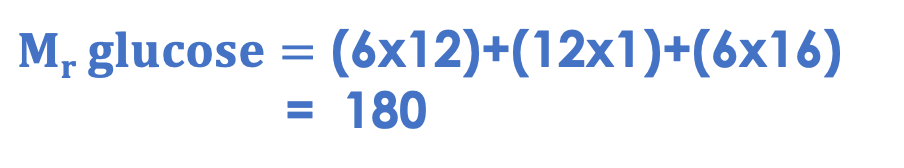 Mr glucose = (6x12)+(12x1)+(6x16)
= 180